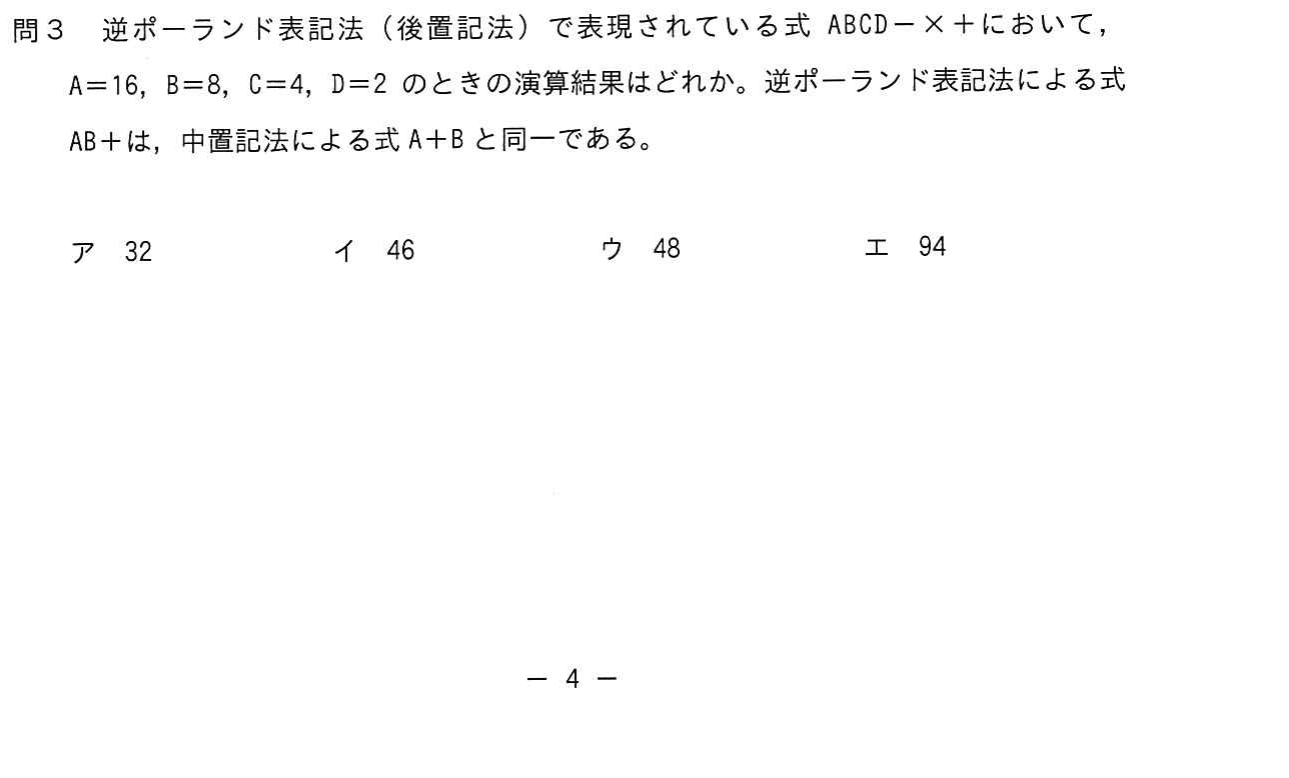 問３　逆ポーランド表記法（後置記法）で表現されている式 ABCD－×＋において，
A＝16，B＝8，C＝4，D＝2 のときの演算結果はどれか。逆ポーランド表記法による式
AB＋は，中置記法による式 A＋B と同一である。
ア　32　イ　46　ウ　48　エ　94
－ 4 －